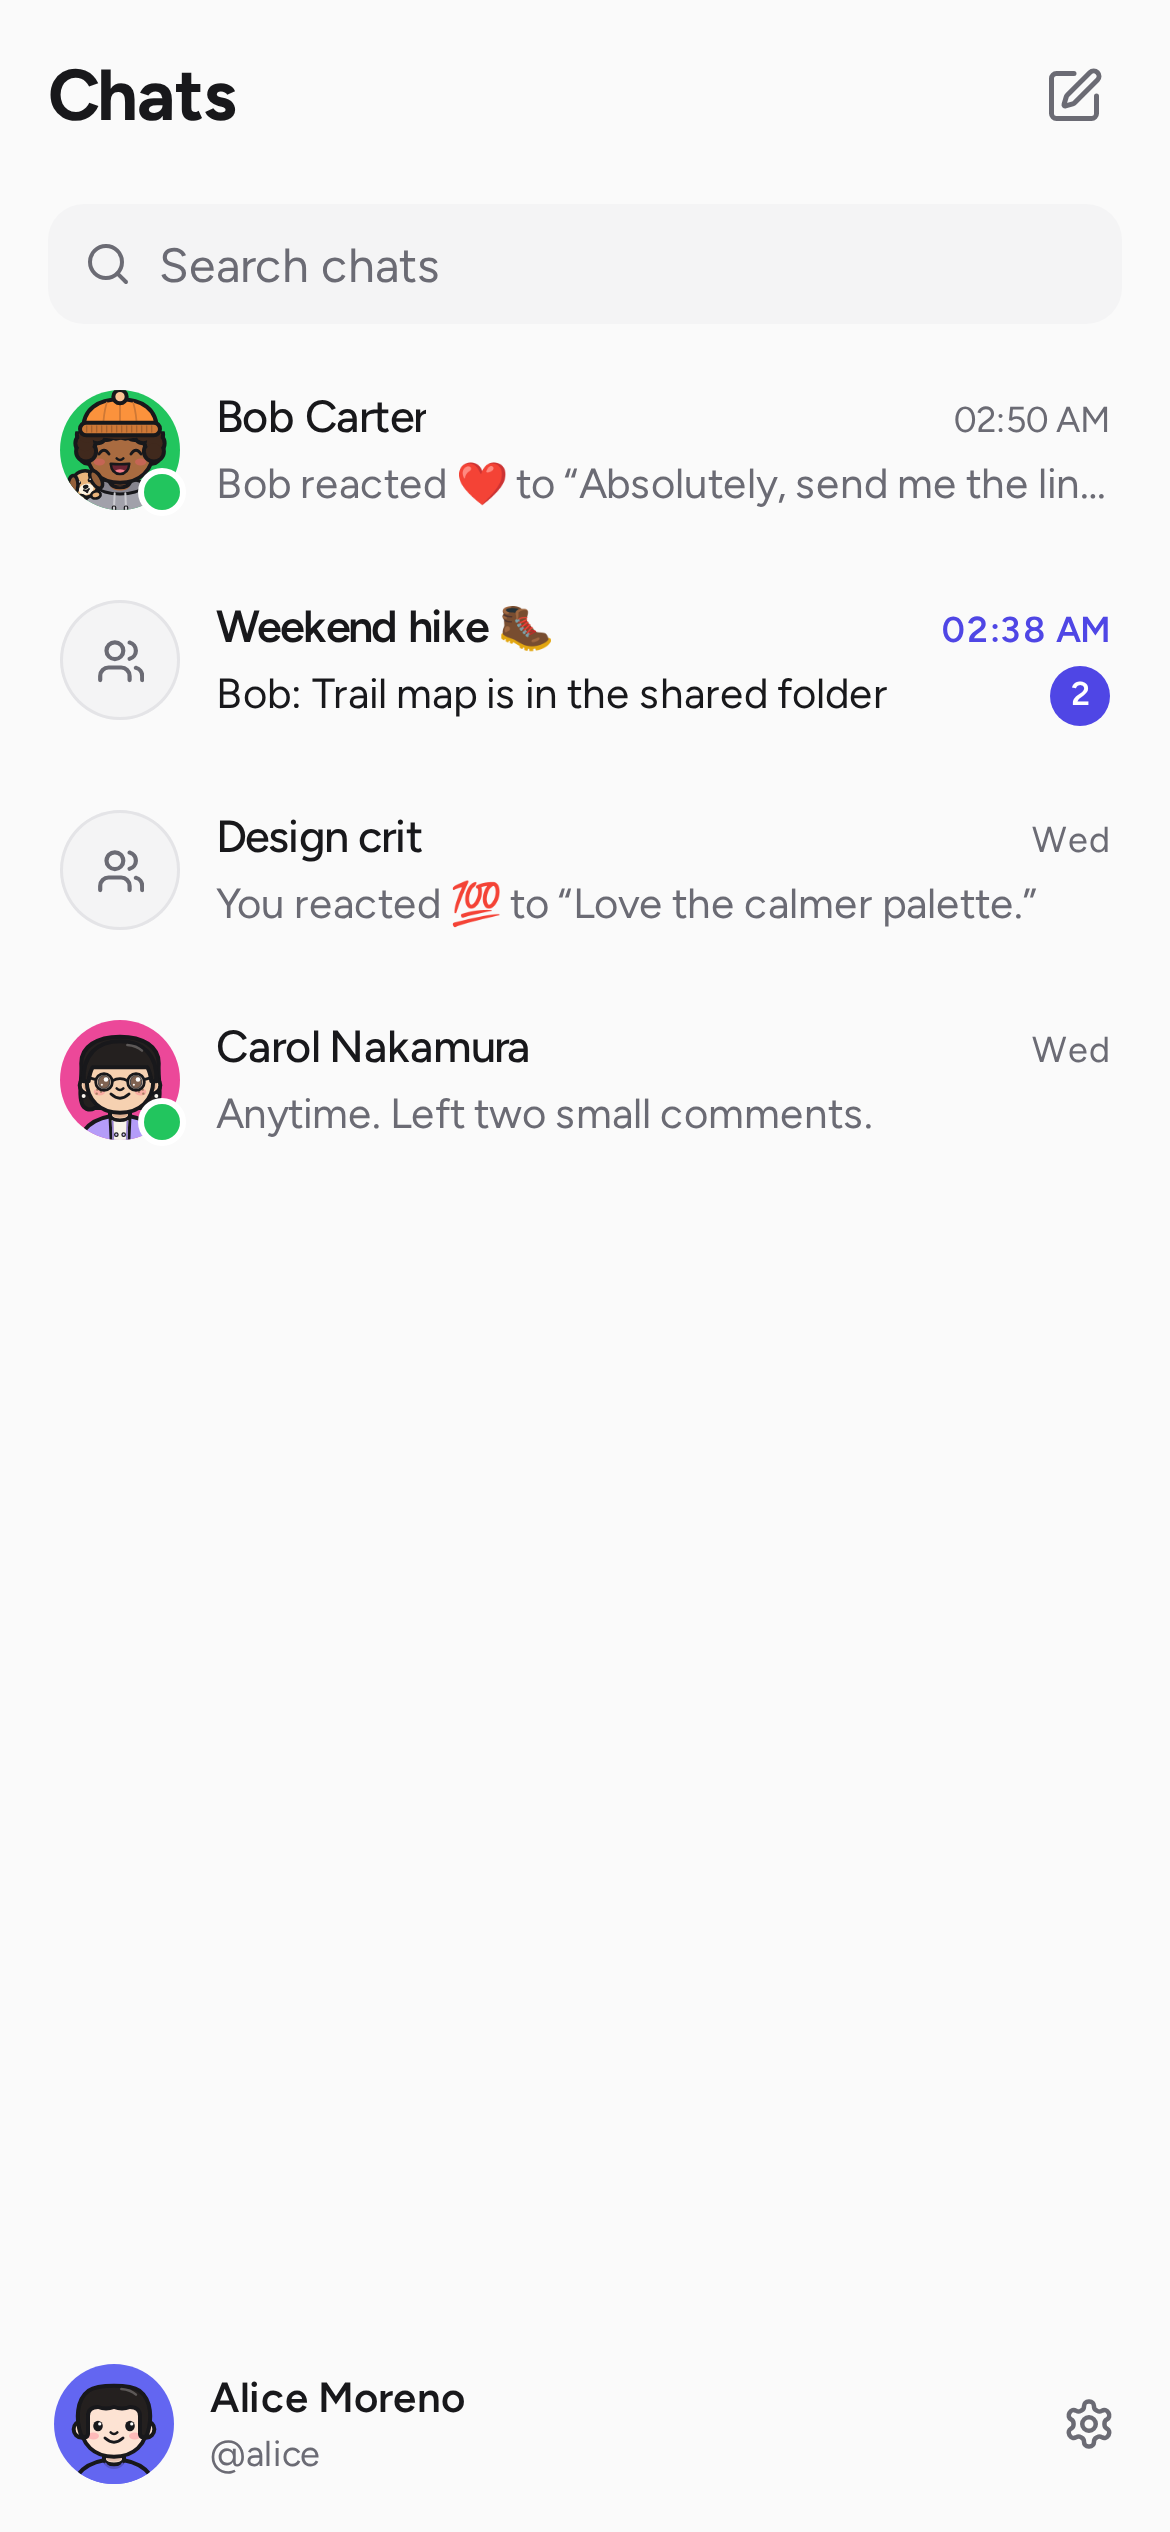 Chats
Search chats
Bob Carter
02:50 AM
Bob reacted ❤️ to “Absolutely, send me the lin...
Weekend hike 🥾
02:38 AM
Bob: Trail map is in the shared folder
2
Design crit
Wed
You reacted 💯 to “Love the calmer palette.”
Carol Nakamura
Wed
Anytime. Left two small comments.
Alice Moreno
@alice